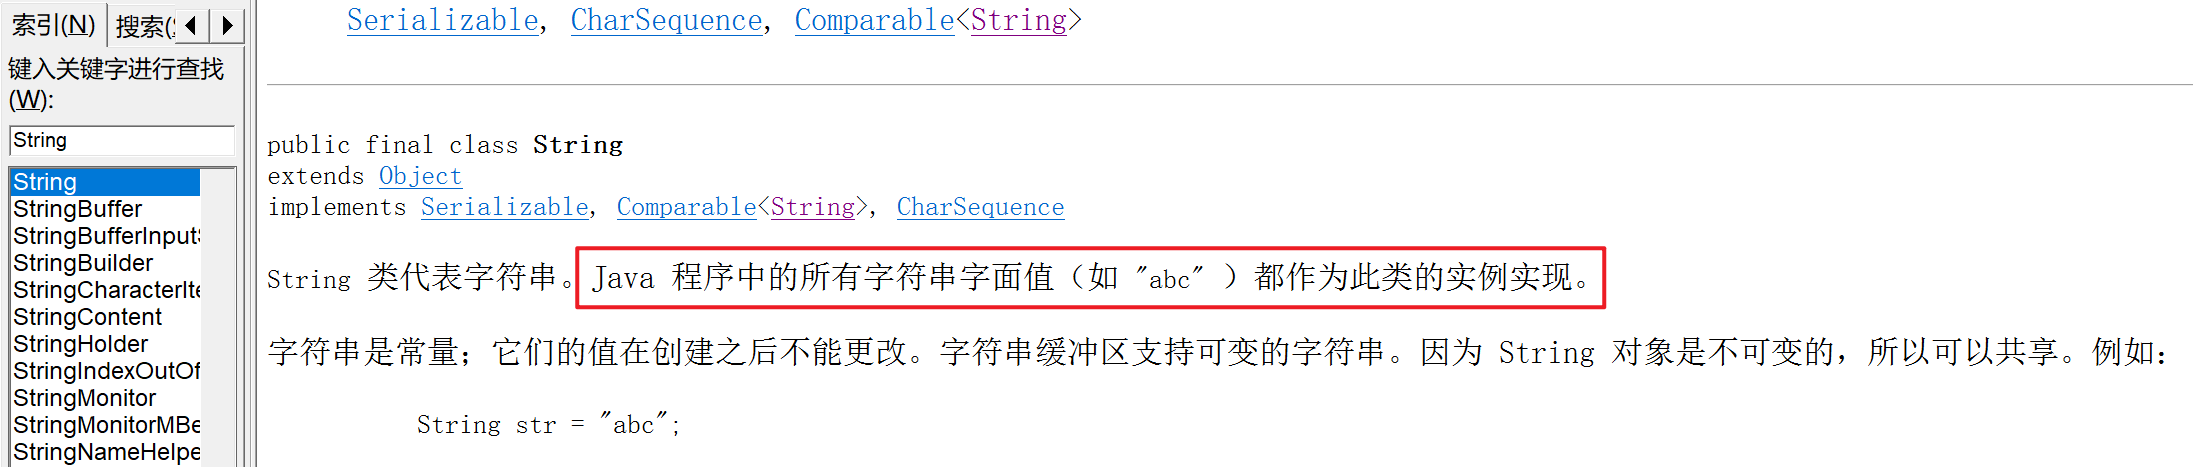 索引(N) 搜索(
键入关键字进行查找
(W):
String
String
StringBuffer
StringBufferInputS
StringBuilder
StringCharacterIte
StringContent
StringHolder
StringIndexOutOf
StringMonitor
StringMonitorMBe
StringNameHelpe
Serializable, CharSequence, Comparable<String>
public final class String
extends Object
implements Serializable, Comparable<String>, CharSequence
String 类代表字符串。Java 程序中的所有字符串字面值（如 "abc" ）都作为此类的实例实现。
字符串是常量；它们的值在创建之后不能更改。字符串缓冲区支持可变的字符串。因为 String 对象是不可变的，所以可以共享。例如：
String str = "abc";